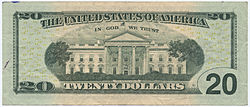 THE UNITED STATES OF AMERICA
20 20
IN GOD WE TRUST
20 TWENTY DOLLARS 20